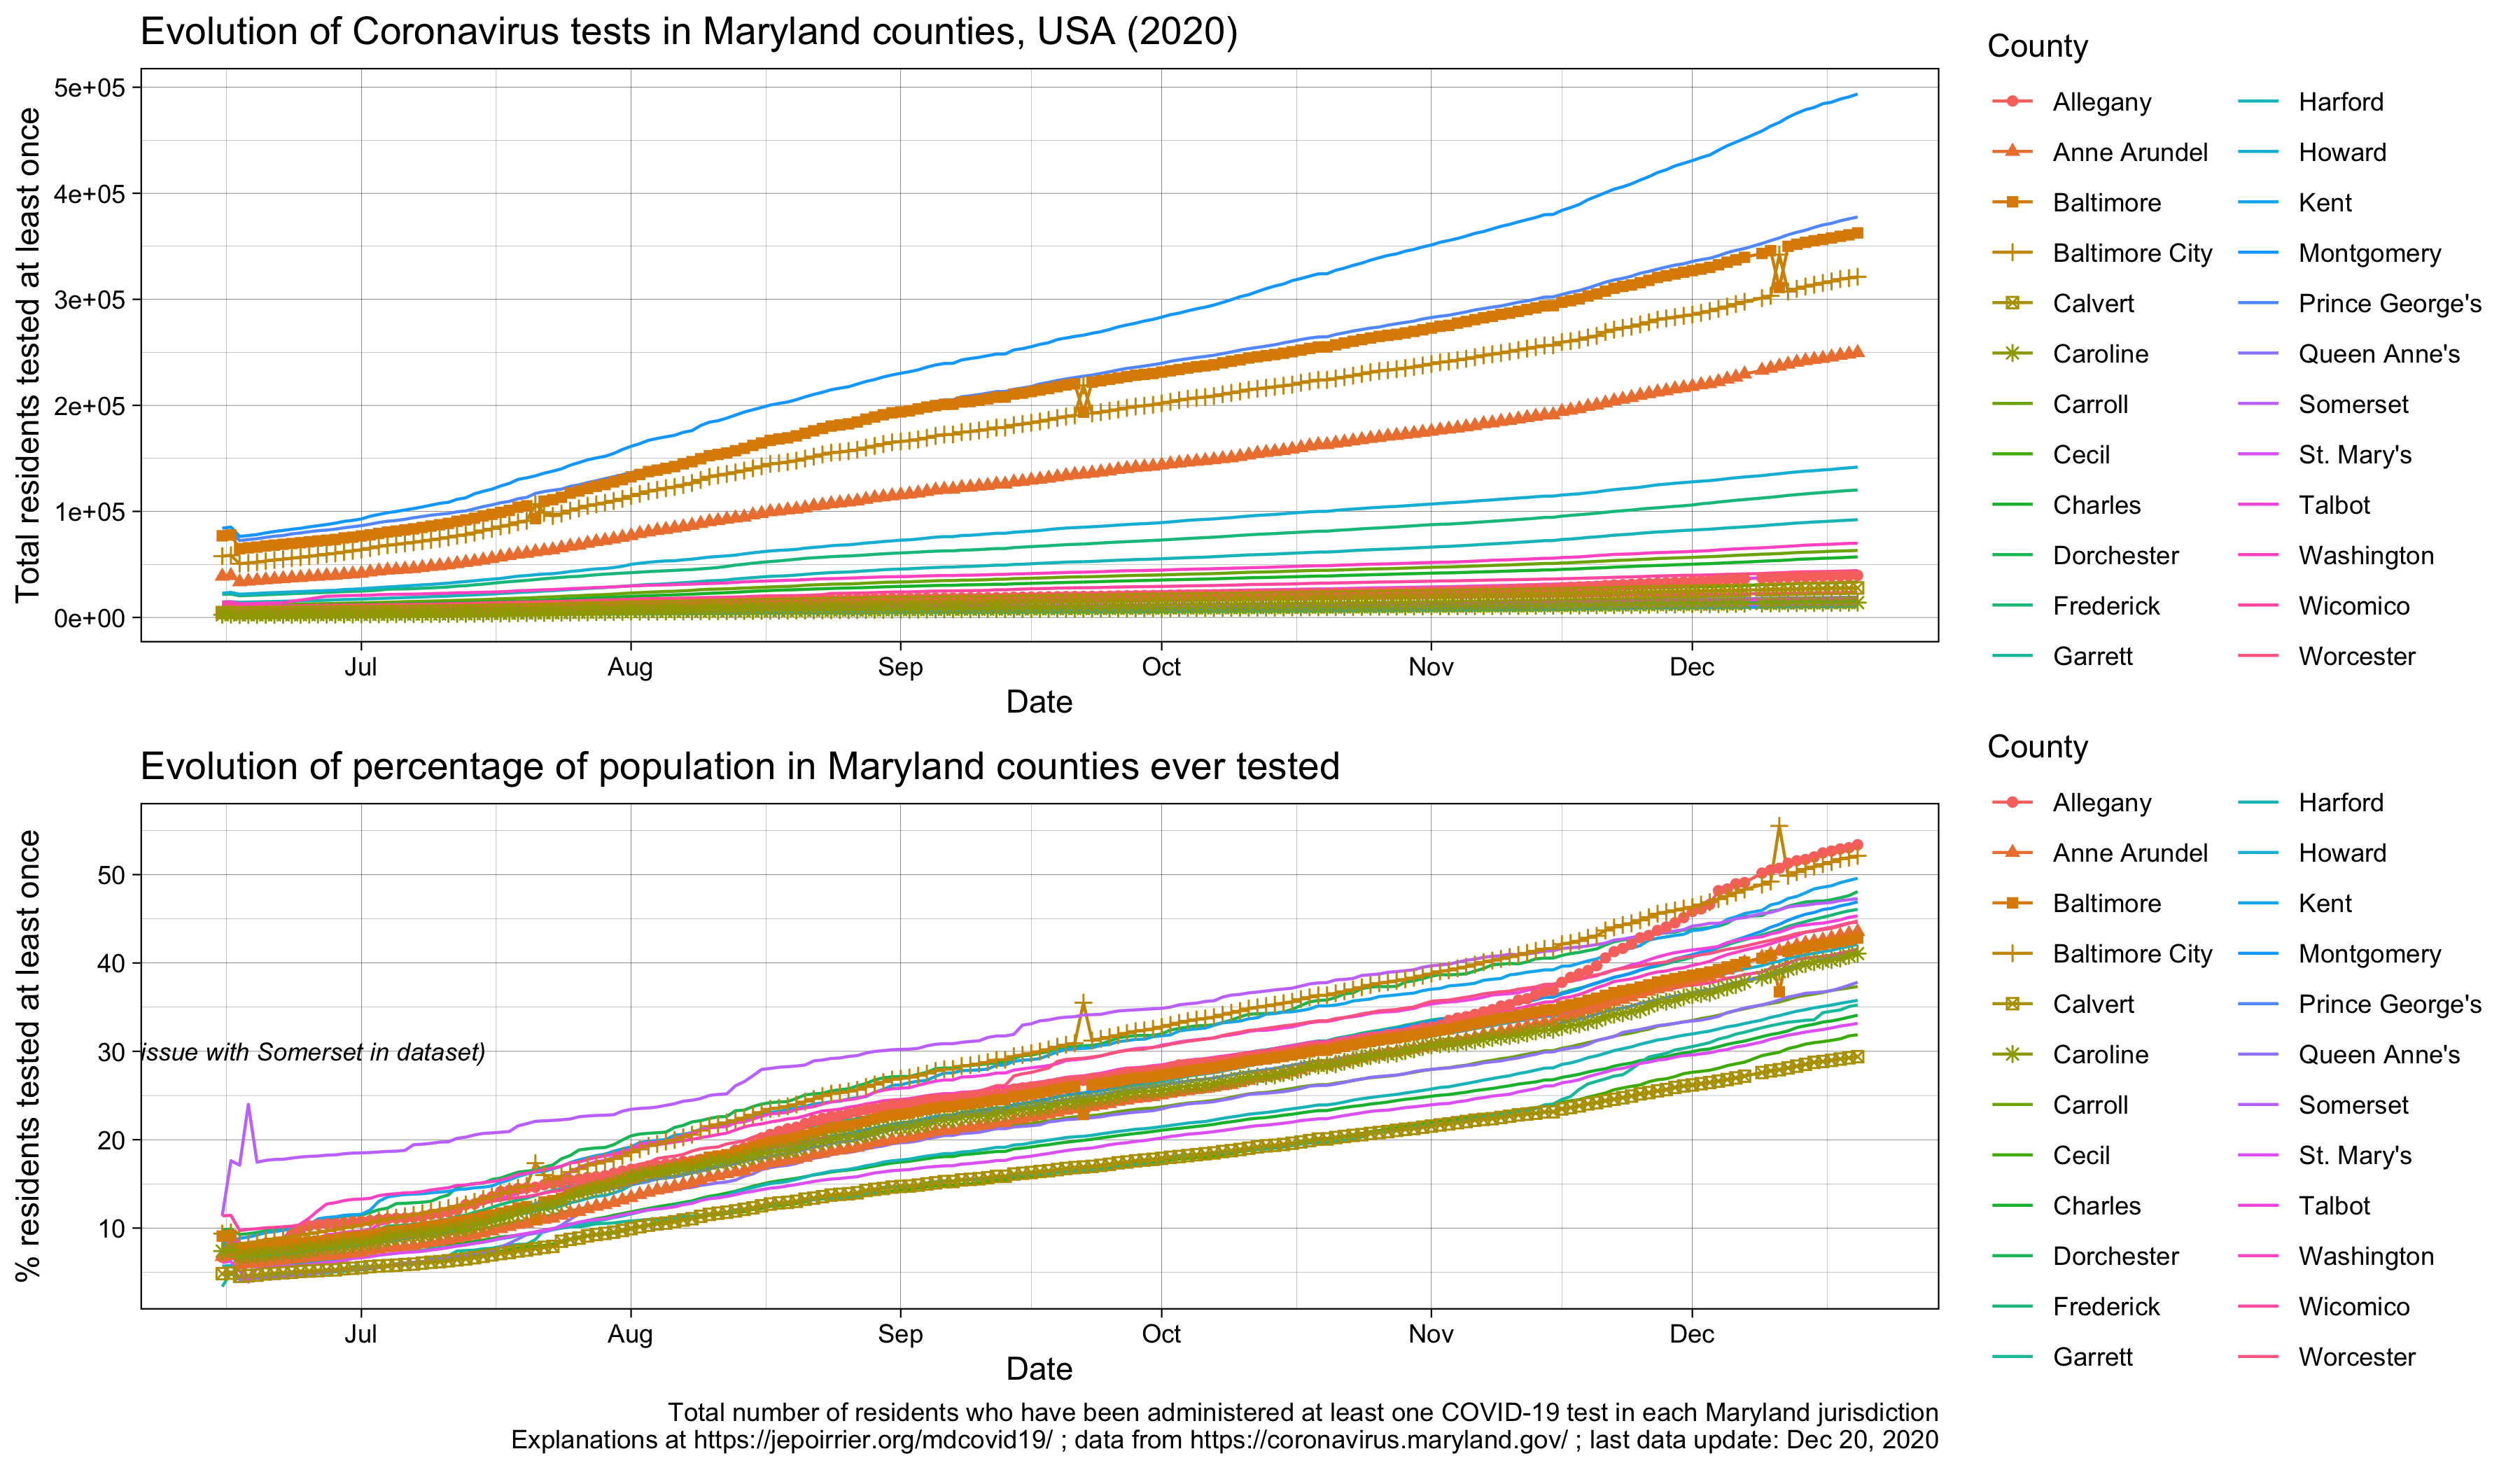 Evolution of Coronavirus tests in Maryland counties, USA (2020)
Total residents tested at least once
5e+05
4e+05
3e+05
2e+05
1e+05
0e+00
Jul Aug Sep Oct Nov Dec
Date
County
Allegany
Anne Arundel
Baltimore
Baltimore City
Calvert
Caroline
Carroll
Cecil
Charles
Dorchester
Frederick
Garrett
Harford
Howard
Kent
Montgomery
Prince George's
Queen Anne's
Somerset
St. Mary's
Talbot
Washington
Wicomico
Worcester
Evolution of percentage of population in Maryland counties ever tested
% residents tested at least once
50
40
30
20
10
issue with Somerset in dataset)
Jul Aug Sep Oct Nov Dec
Date
County
Allegany
Anne Arundel
Baltimore
Baltimore City
Calvert
Caroline
Carroll
Cecil
Charles
Dorchester
Frederick
Garrett
Harford
Howard
Kent
Montgomery
Prince George's
Queen Anne's
Somerset
St. Mary's
Talbot
Washington
Wicomico
Worcester
Total number of residents who have been administered at least one COVID-19 test in each Maryland jurisdiction
Explanations at https://jepoirrier.org/mdcovid19/ ; data from https://coronavirus.maryland.gov/ ; last data update: Dec 20, 2020